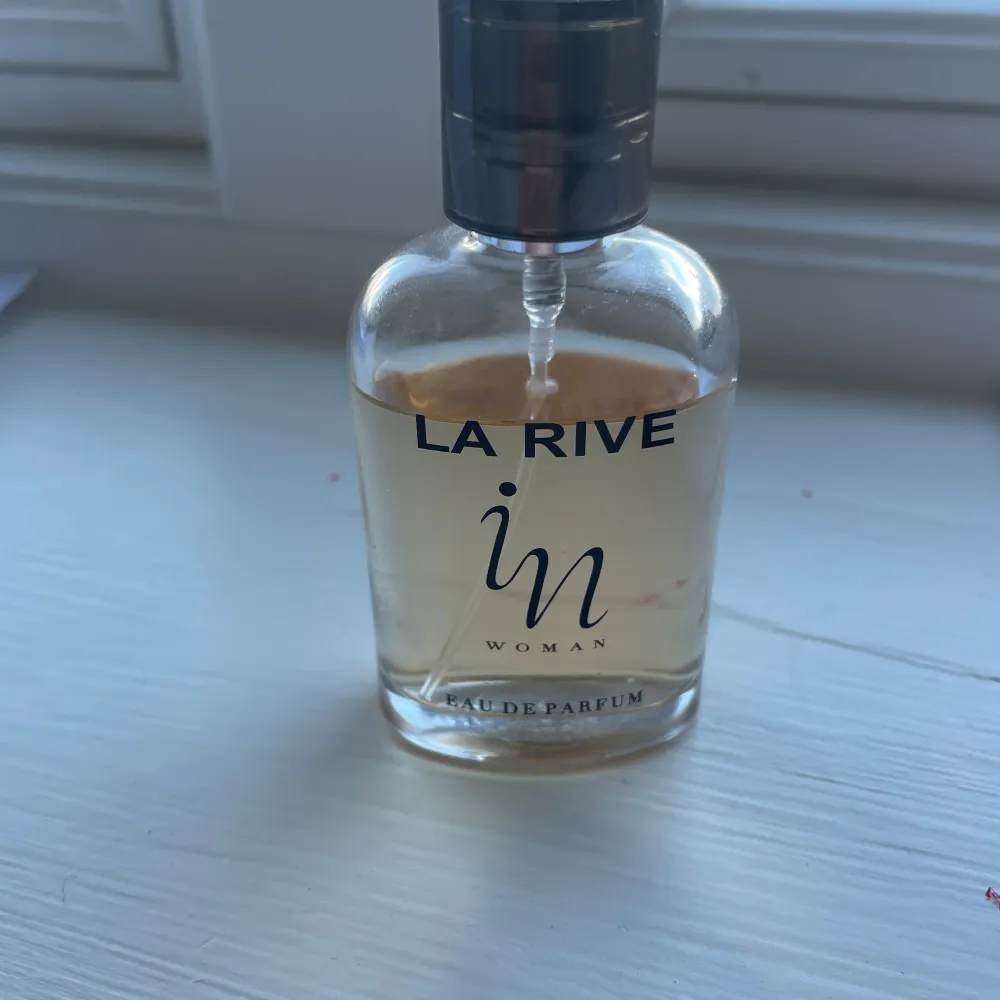 LA RIVE
in
WOMAN
EAU DE PARFUM